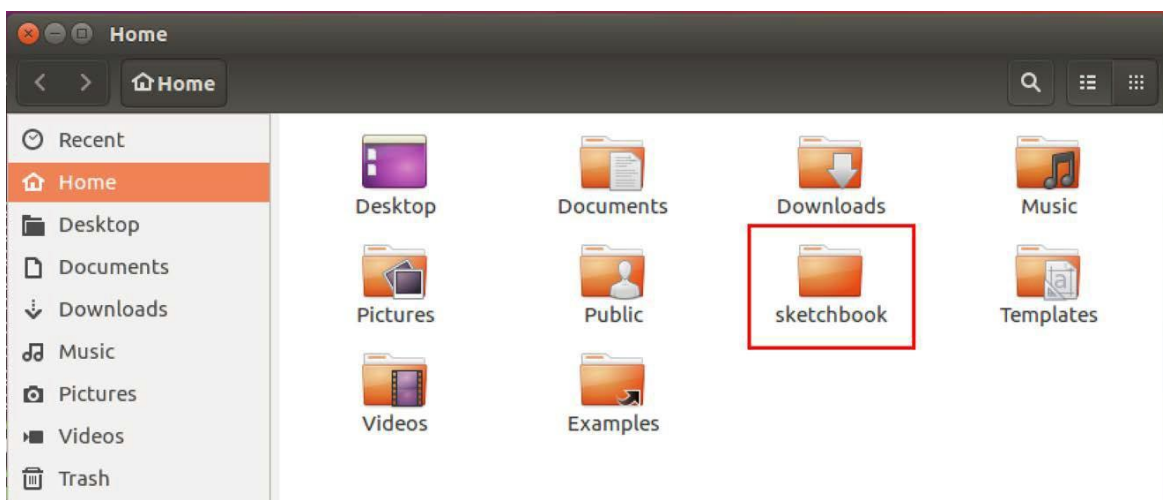 Home
Home
Recent
Home
Desktop
Documents
Downloads
Music
Pictures
Videos
Trash
Desktop
Documents
Downloads
Music
Pictures
Public
sketchbook
Templates
Videos
Examples